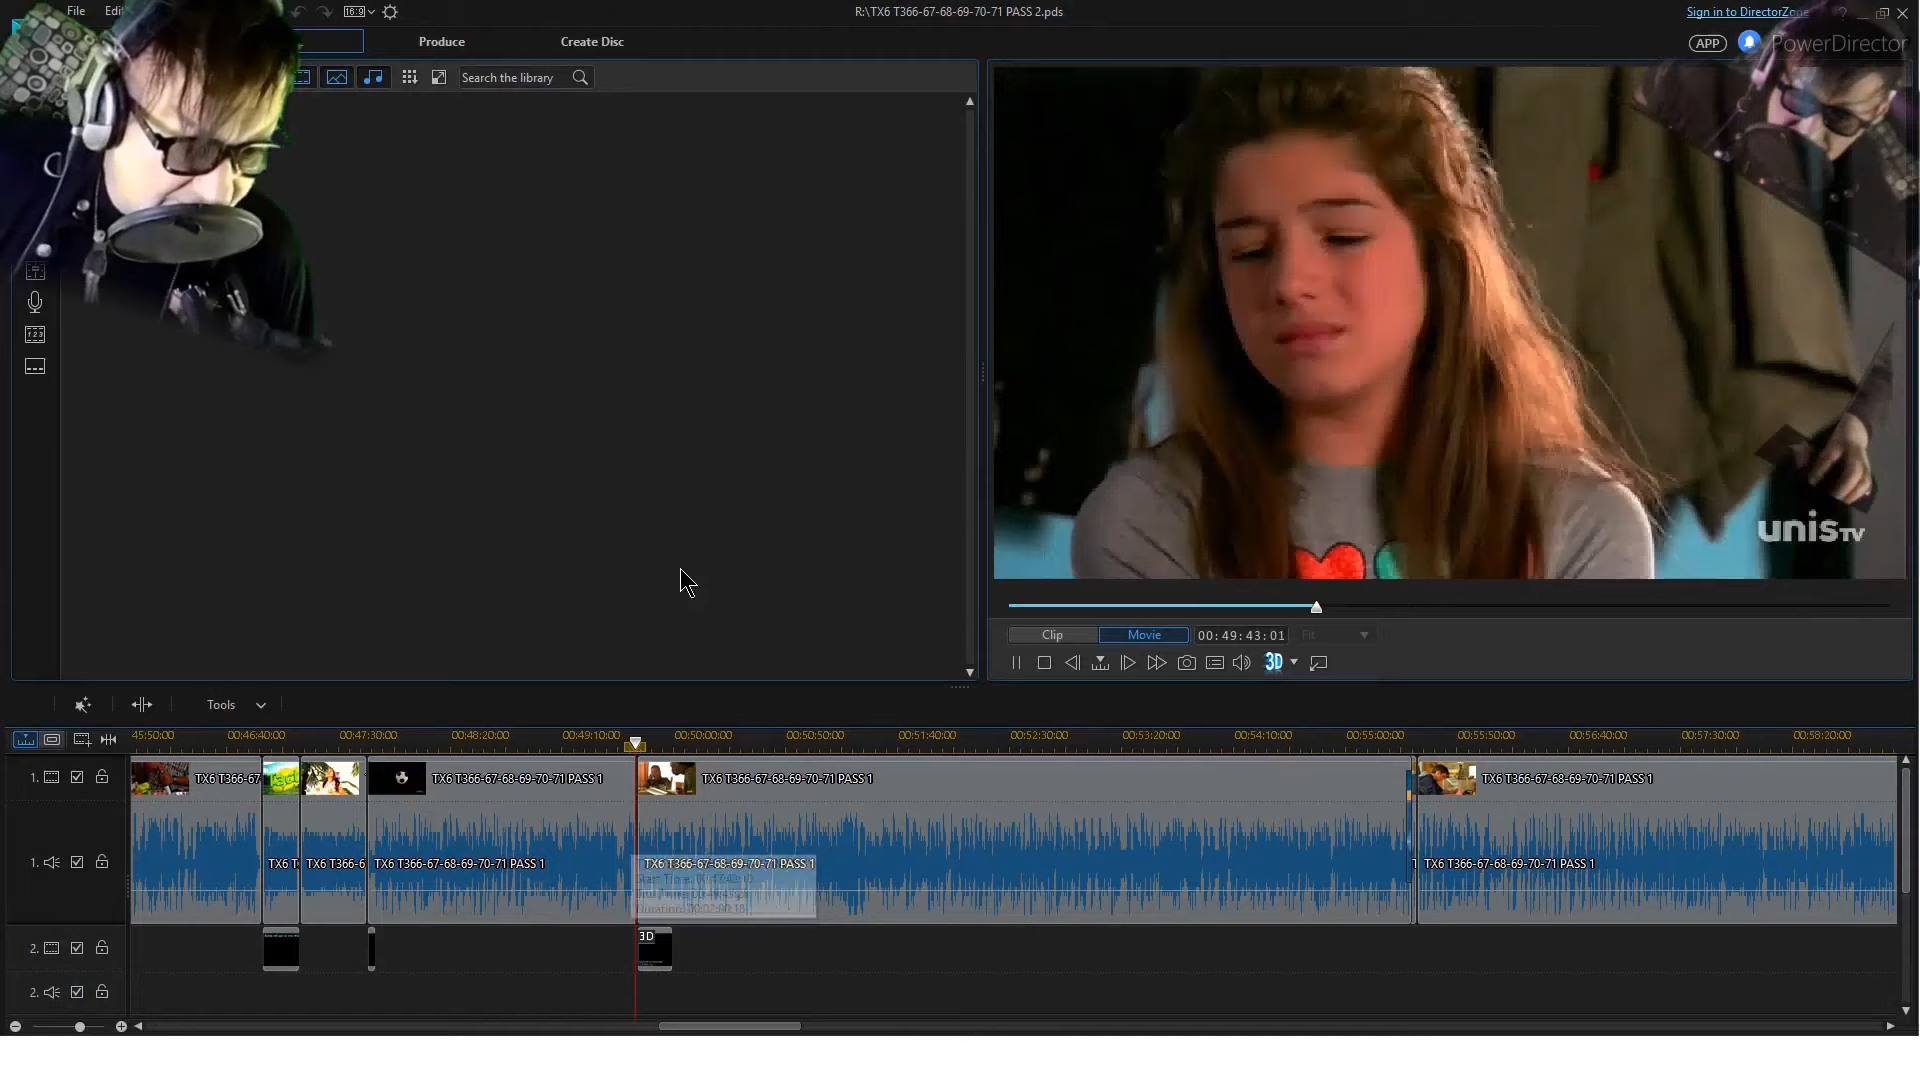 File Edi 16:9 R:\TX6 T366-67-68-69-70-71 PASS 2.pds Sign in to DirectorZone ?
Produce Create Disc APP PowerDirector
Search the library
unis TV
Clip Movie 00:49:43:01 Fit
3D
Tools
45:50:00 00:46:40:00 00:47:30:00 00:48:20:00 00:49:10:00 00:50:00:00 00:50:50:00 00:51:40:00 00:52:30:00 00:53:20:00 00:54:10:00 00:55:00:00 00:55:50:00 00:56:40:00 00:57:30:00 00:58:20:00
1. TX6 T366-67 TX6 T366-67-68-69-70-71 PASS 1 TX6 T366-67-68-69-70-71 PASS 1 TX6 T366-67-68-69-70-71 PASS 1
1. TX6 T TX6 T366-6 TX6 T366-67-68-69-70-71 PASS 1 TX6 T366-67-68-69-70-71 PASS 1 T TX6 T366-67-68-69-70-71 PASS 1
2. 3D
2.